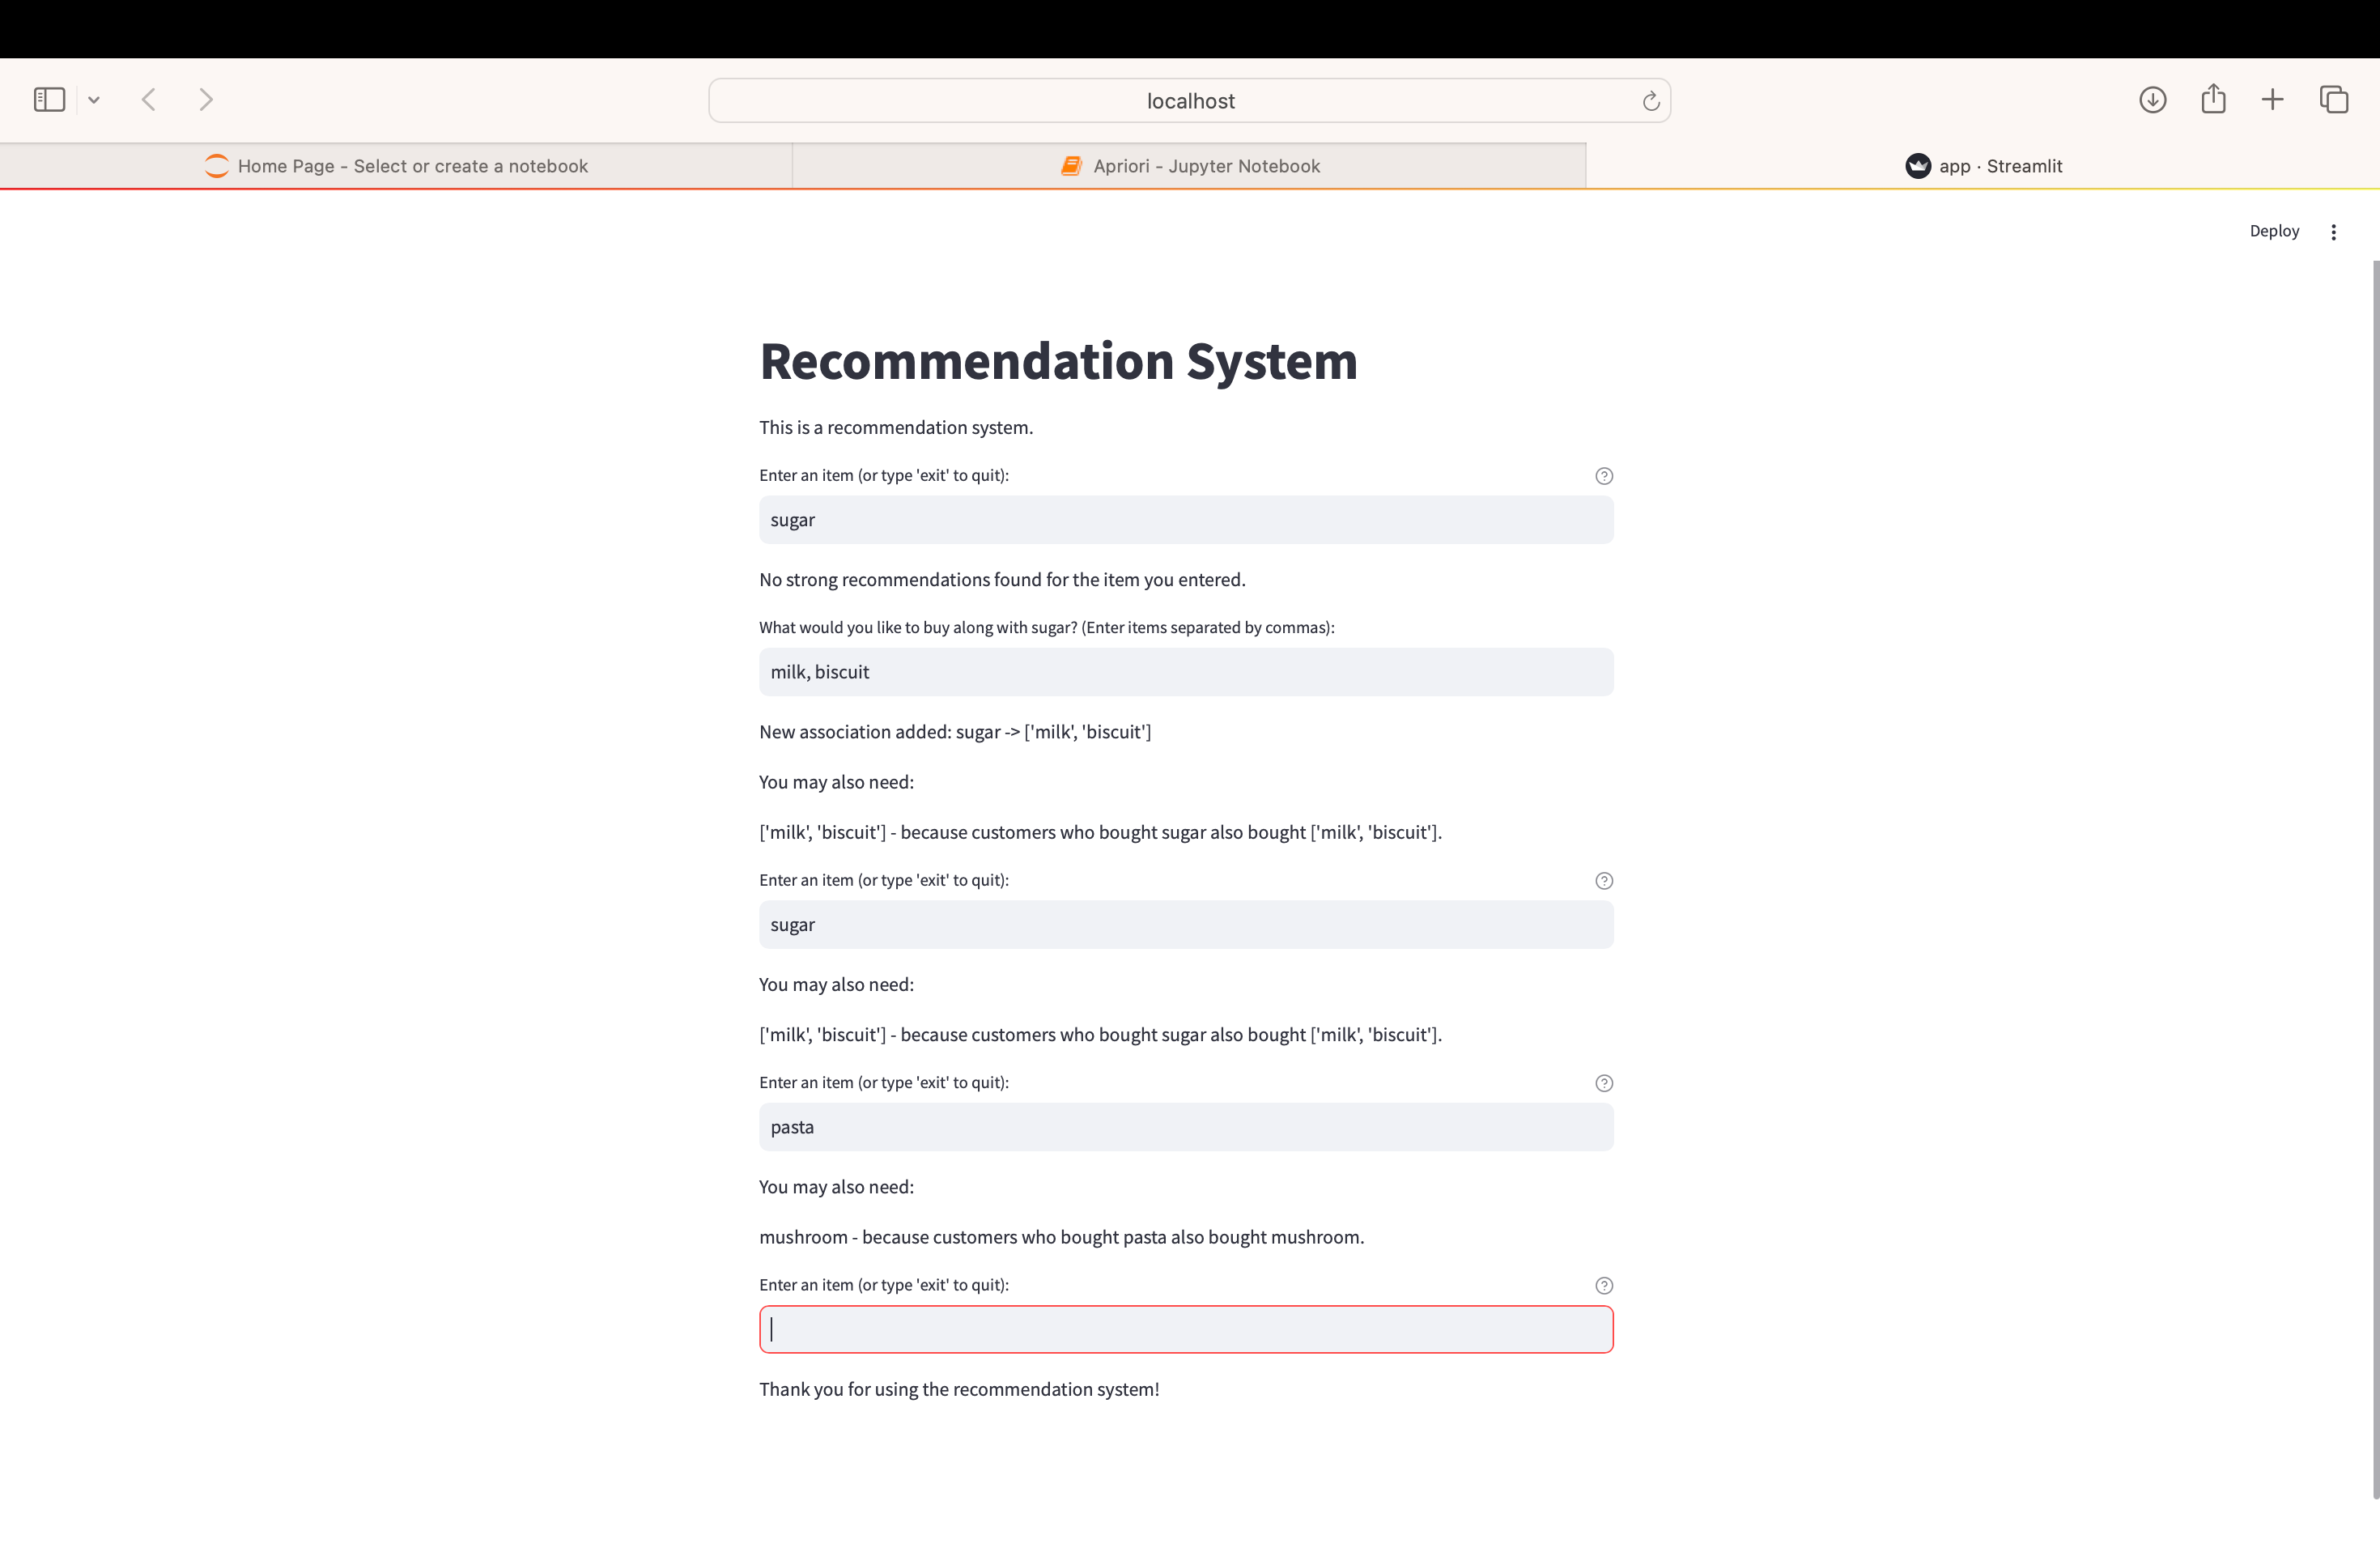 localhost
Home Page - Select or create a notebook
Apriori - Jupyter Notebook
app · Streamlit
Deploy
Recommendation System
This is a recommendation system.
Enter an item (or type 'exit' to quit):
sugar
No strong recommendations found for the item you entered.
What would you like to buy along with sugar? (Enter items separated by commas):
milk, biscuit
New association added: sugar -> ['milk', 'biscuit']
You may also need:
['milk', 'biscuit'] - because customers who bought sugar also bought ['milk', 'biscuit'].
Enter an item (or type 'exit' to quit):
sugar
You may also need:
['milk', 'biscuit'] - because customers who bought sugar also bought ['milk', 'biscuit'].
Enter an item (or type 'exit' to quit):
pasta
You may also need:
mushroom - because customers who bought pasta also bought mushroom.
Enter an item (or type 'exit' to quit):
Thank you for using the recommendation system!